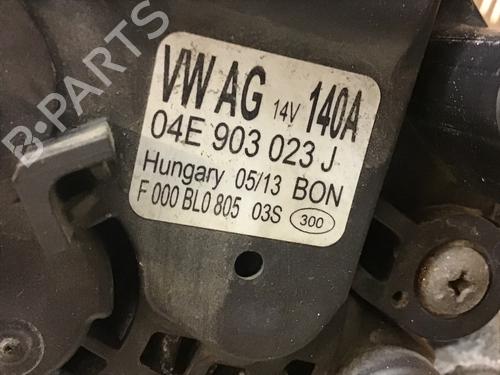 B-PARTS
VW AG 14V 140A
04E 903 023 J
Hungary 05/13 BON
F 000 BL0 805 03S 300